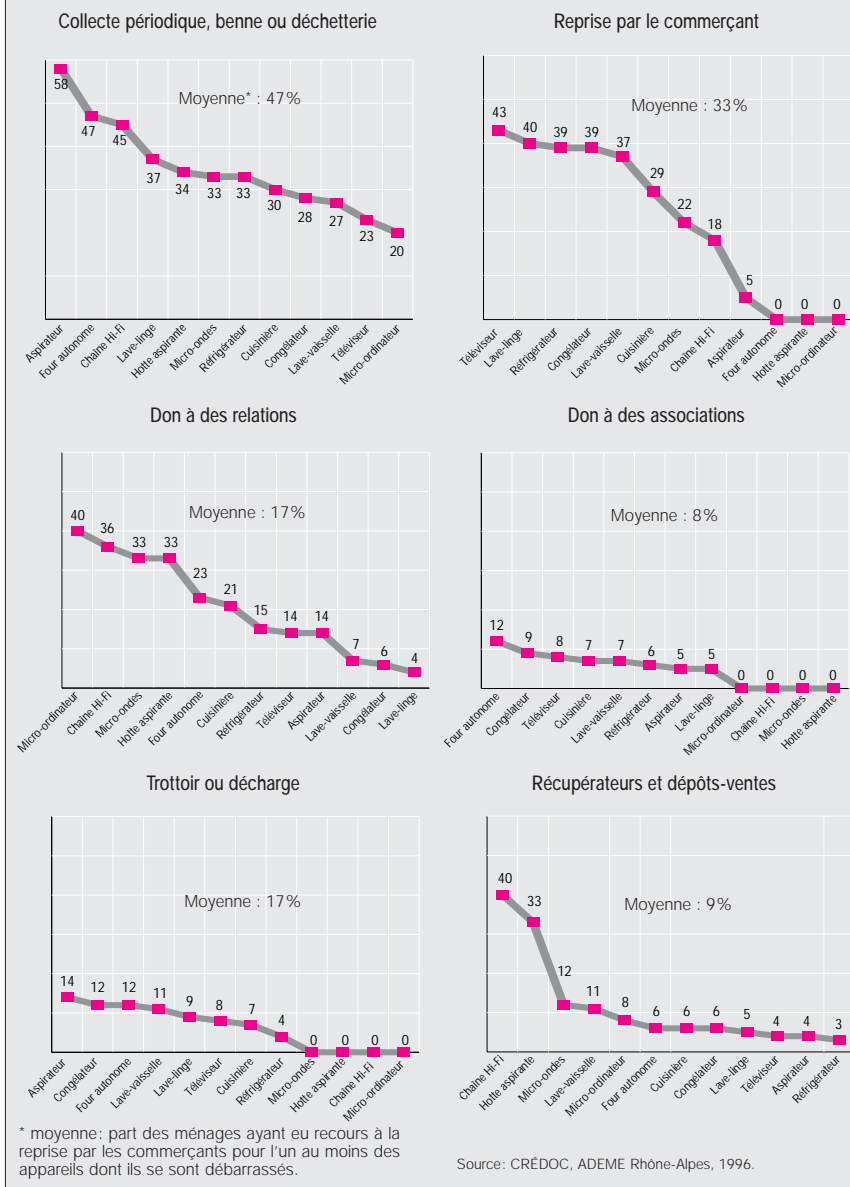 Collecte périodique, benne ou déchetterie
Moyenne* : 47%
58
47
45
37
34
33
33
30
28
27
23
20
Aspirateur
Four autonome
Chaîne Hi-Fi
Lave-linge
Hotte aspirante
Micro-ondes
Réfrigérateur
Cuisinière
Congélateur
Lave-vaisselle
Téléviseur
Micro-ordinateur
Reprise par le commerçant
Moyenne : 33%
43
40
39
39
37
29
22
18
5
0
0
0
Téléviseur
Lave-linge
Réfrigérateur
Congélateur
Lave-vaisselle
Cuisinière
Micro-ondes
Chaîne Hi-Fi
Aspirateur
Four autonome
Hotte aspirante
Micro-ordinateur
Don à des relations
Moyenne : 17%
40
36
33
33
23
21
15
14
14
7
6
4
Micro-ordinateur
Chaîne Hi-Fi
Micro-ondes
Hotte aspirante
Four autonome
Cuisinière
Réfrigérateur
Téléviseur
Aspirateur
Lave-vaisselle
Congélateur
Lave-linge
Don à des associations
Moyenne : 8%
12
9
8
7
7
6
5
5
0
0
0
0
Four autonome
Congélateur
Téléviseur
Cuisinière
Lave-vaisselle
Réfrigérateur
Aspirateur
Lave-linge
Micro-ordinateur
Chaîne Hi-Fi
Micro-ondes
Hotte aspirante
Trottoir ou décharge
Moyenne : 17%
14
12
12
11
9
8
7
4
0
0
0
0
Aspirateur
Congélateur
Four autonome
Lave-vaisselle
Lave-linge
Téléviseur
Cuisinière
Réfrigérateur
Micro-ondes
Hotte aspirante
Chaîne Hi-Fi
Micro-ordinateur
Récupérateurs et dépôts-ventes
Moyenne : 9%
40
33
12
11
8
6
6
6
5
4
4
3
Chaîne Hi-Fi
Hotte aspirante
Micro-ondes
Lave-vaisselle
Micro-ordinateur
Four autonome
Cuisinière
Congélateur
Lave-linge
Téléviseur
Aspirateur
Réfrigérateur
* moyenne: part des ménages ayant eu recours à la
reprise par les commerçants pour l'un au moins des
appareils dont ils se sont débarrassés.
Source: CRÉDOC, ADEME Rhône-Alpes, 1996.